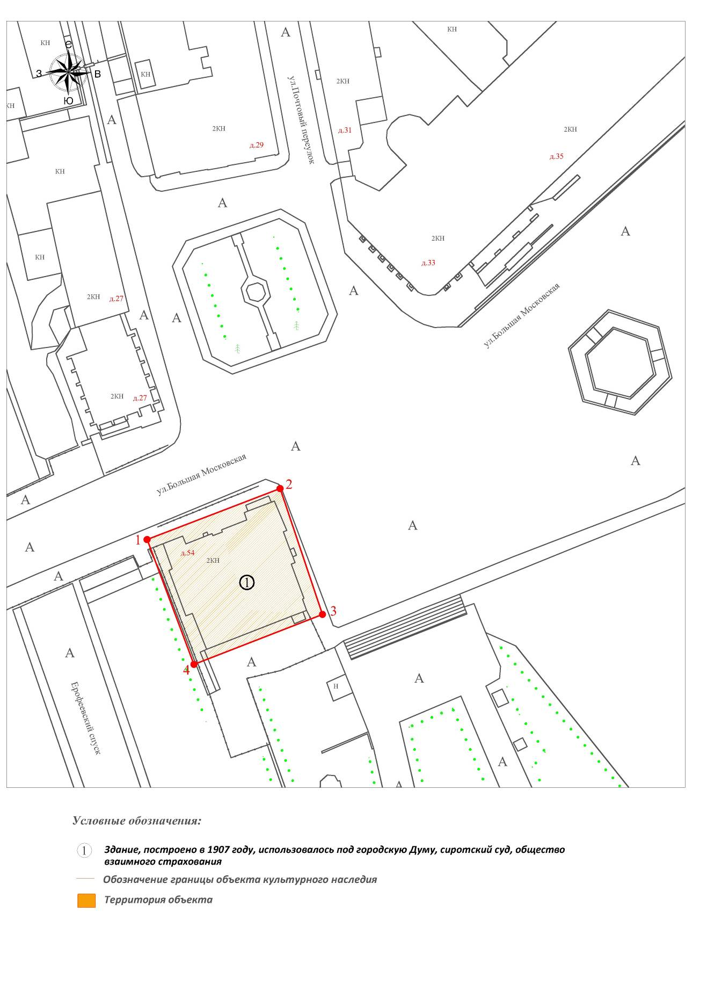 А
КН
КН
С
З
В
Ю
КН
КН
2КН
ул.Почтовый переулок
А
2КН
д.29
д.31
2КН
д.35
КН
А
А
2КН
д.33
КН
А
2КН
д.27
А
А
ул.Большая Московская
2КН
д.27
А
ул.Большая Московская
А
2
А
А
1
А
д.54
2КН
А
1
3
А
А
4
А
Н
Ерофеевский спуск
А
А
Условные обозначения:
1
Здание, построено в 1907 году, использовалось под городскую Думу, сиротский суд, общество
взаимного страхования
Обозначение границы объекта культурного наследия
Территория объекта